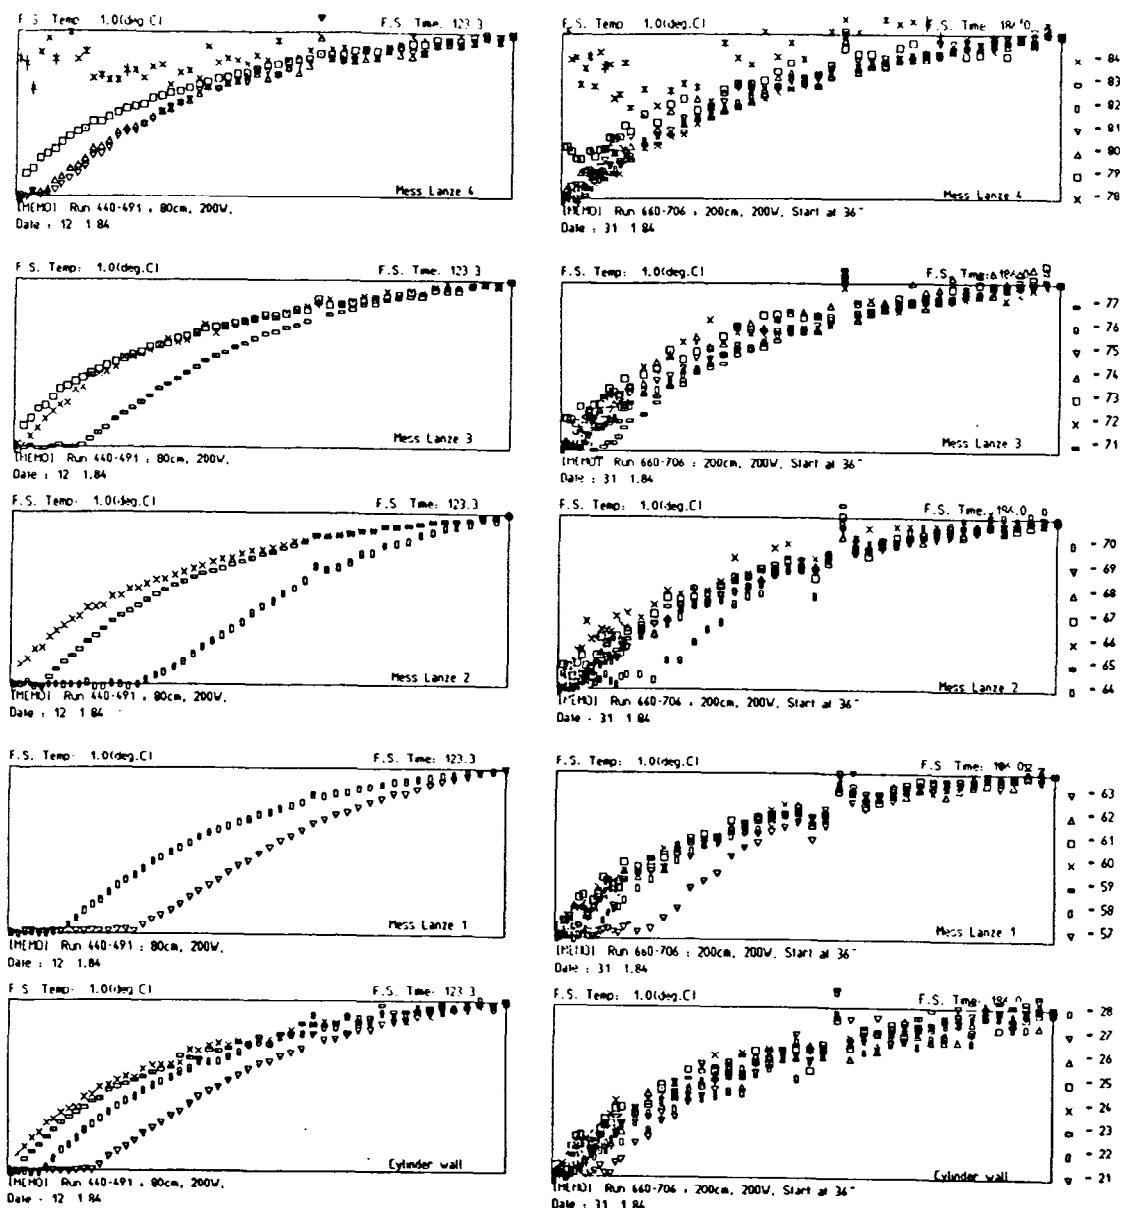 F.S. Temp 1.0(deg.C) F.S. Time. 123.3
Mess Lanze 4
[MEMO] Run 440-491 : 80cm, 200W,
Date : 12 1.84
F.S. Temp: 1.0(deg.C) F.S. Time
Mess Lanze 4
[MEMO] Run 660-706 : 200cm, 200W, Start at 36"
Date : 31 1.84
- 84
- 83
- 82
- 81
- 80
- 79
- 78
F.S. Temp: 1.0(deg.C) F.S. Time. 123.3
Mess Lanze 3
[MEMO] Run 440-491 : 80cm, 200W,
Date : 12 1.84
F.S. Temp: 1.0(deg.C) F.S. Time:
Mess Lanze 3
[MEMO] Run 660-706 : 200cm, 200W, Start at 36"
Date : 31 1.84
- 77
- 76
- 75
- 74
- 73
- 72
- 71
F.S. Temp- 1.0(deg.C) F.S Time. 123.3
Mess Lanze 2
[MEMO] Run 440-491 : 80cm, 200W,
Date : 12 1 84
F.S. Temp: 1.0(deg.C) F.S Time. 184.0
Mess Lanze 2
[MEMO] Run 660-706 : 200cm, 200W, Start at 36"
Date - 31 1 84
- 70
- 69
- 68
- 67
- 66
- 65
- 64
F.S. Temp- 1.0(deg.C) F.S. Time: 123.3
Mess Lanze 1
[MEMO] Run 440-491 : 80cm, 200W,
Date : 12 1.84
F.S. Temp: 1.0(deg.C) F.S Time:
Mess Lanze 1
[MEMO] Run 660-706 : 200cm, 200W, Start at 36"
Date : 31 1.84
- 63
- 62
- 61
- 60
- 59
- 58
- 57
F S Temp- 1.0(deg.C) F.S. Time- 123.3
Cylinder wall
[MEMO] Run 440-491 : 80cm, 200W,
Date - 12 1 84
F.S. Temp: 1.0(deg.C) F.S. Time. 184.0
Cylinder wall
[MEMO] Run 660-706 : 200cm, 200W, Start at 36"
Date : 31 1.84
- 28
- 27
- 26
- 25
- 24
- 23
- 22
- 21